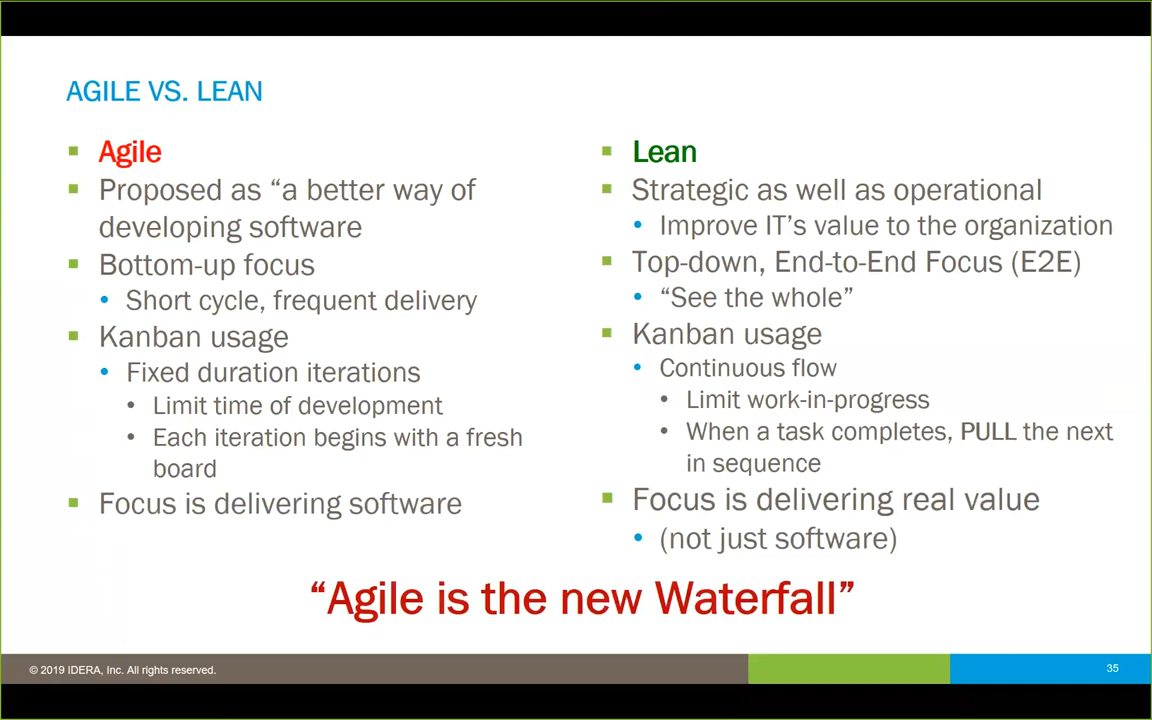 AGILE VS. LEAN
Agile
Proposed as “a better way of
developing software
Bottom-up focus
Short cycle, frequent delivery
Kanban usage
Fixed duration iterations
Limit time of development
Each iteration begins with a fresh
board
Focus is delivering software
Lean
Strategic as well as operational
Improve IT’s value to the organization
Top-down, End-to-End Focus (E2E)
“See the whole”
Kanban usage
Continuous flow
Limit work-in-progress
When a task completes, PULL the next
in sequence
Focus is delivering real value
(not just software)
“Agile is the new Waterfall”
© 2019 IDERA, Inc. All rights reserved.
35